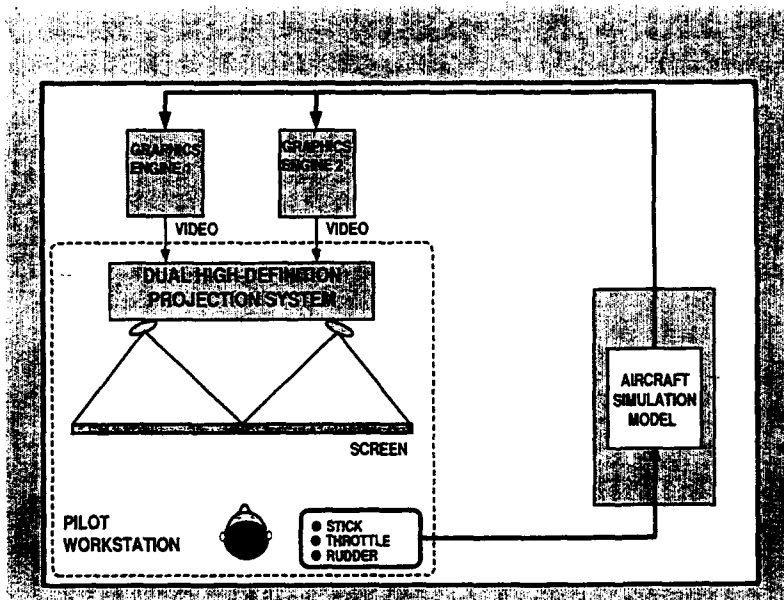 GRAPHICS
ENGINE 1
GRAPHICS
ENGINE 2
VIDEO
VIDEO
DUAL HIGH-DEFINITION
PROJECTION SYSTEM
SCREEN
AIRCRAFT
SIMULATION
MODEL
PILOT
WORKSTATION
● STICK
● THROTTLE
● RUDDER